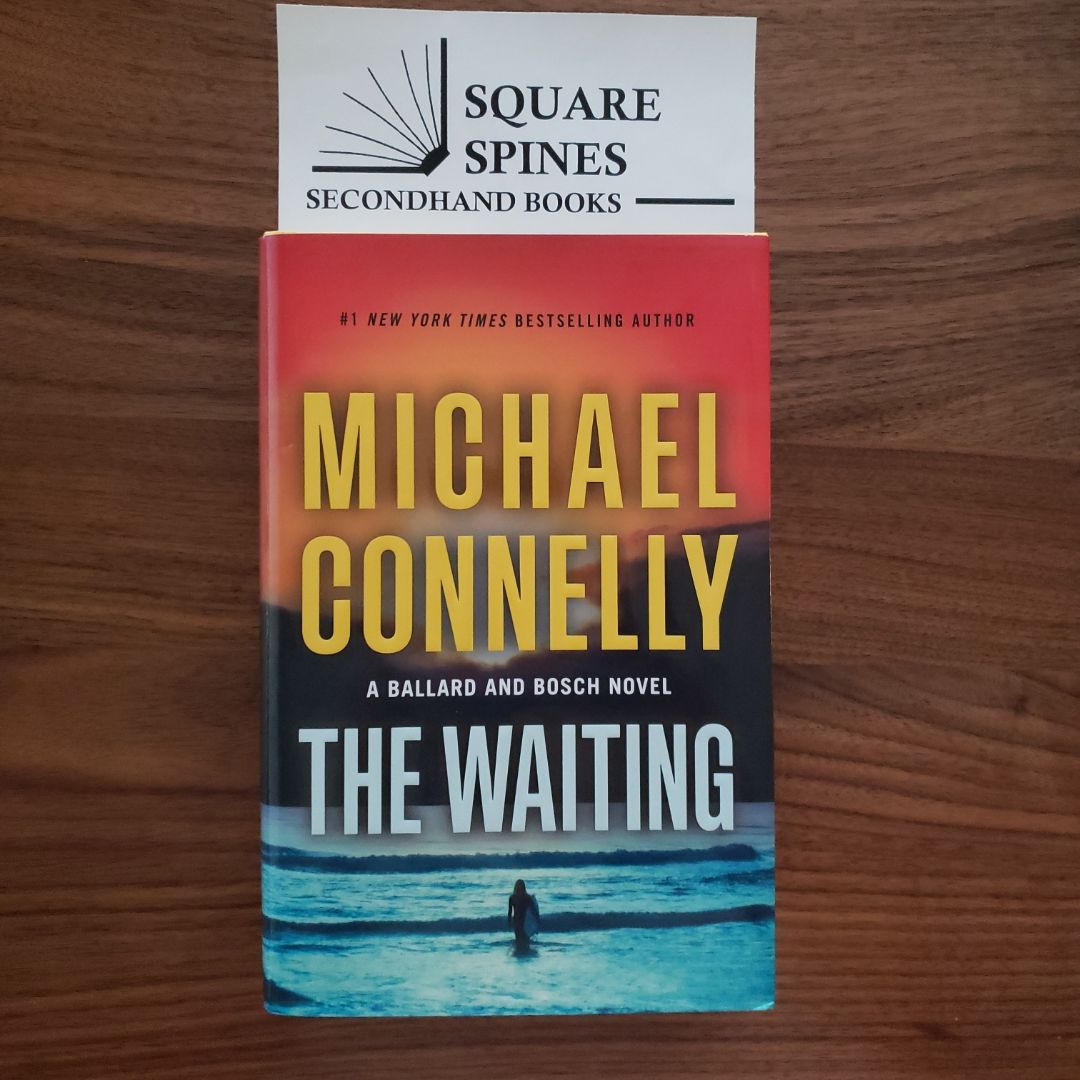 SQUARE
SPINES
SECONDHAND BOOKS
#1 NEW YORK TIMES BESTSELLING AUTHOR
MICHAEL
CONNELLY
A BALLARD AND BOSCH NOVEL
THE WAITING